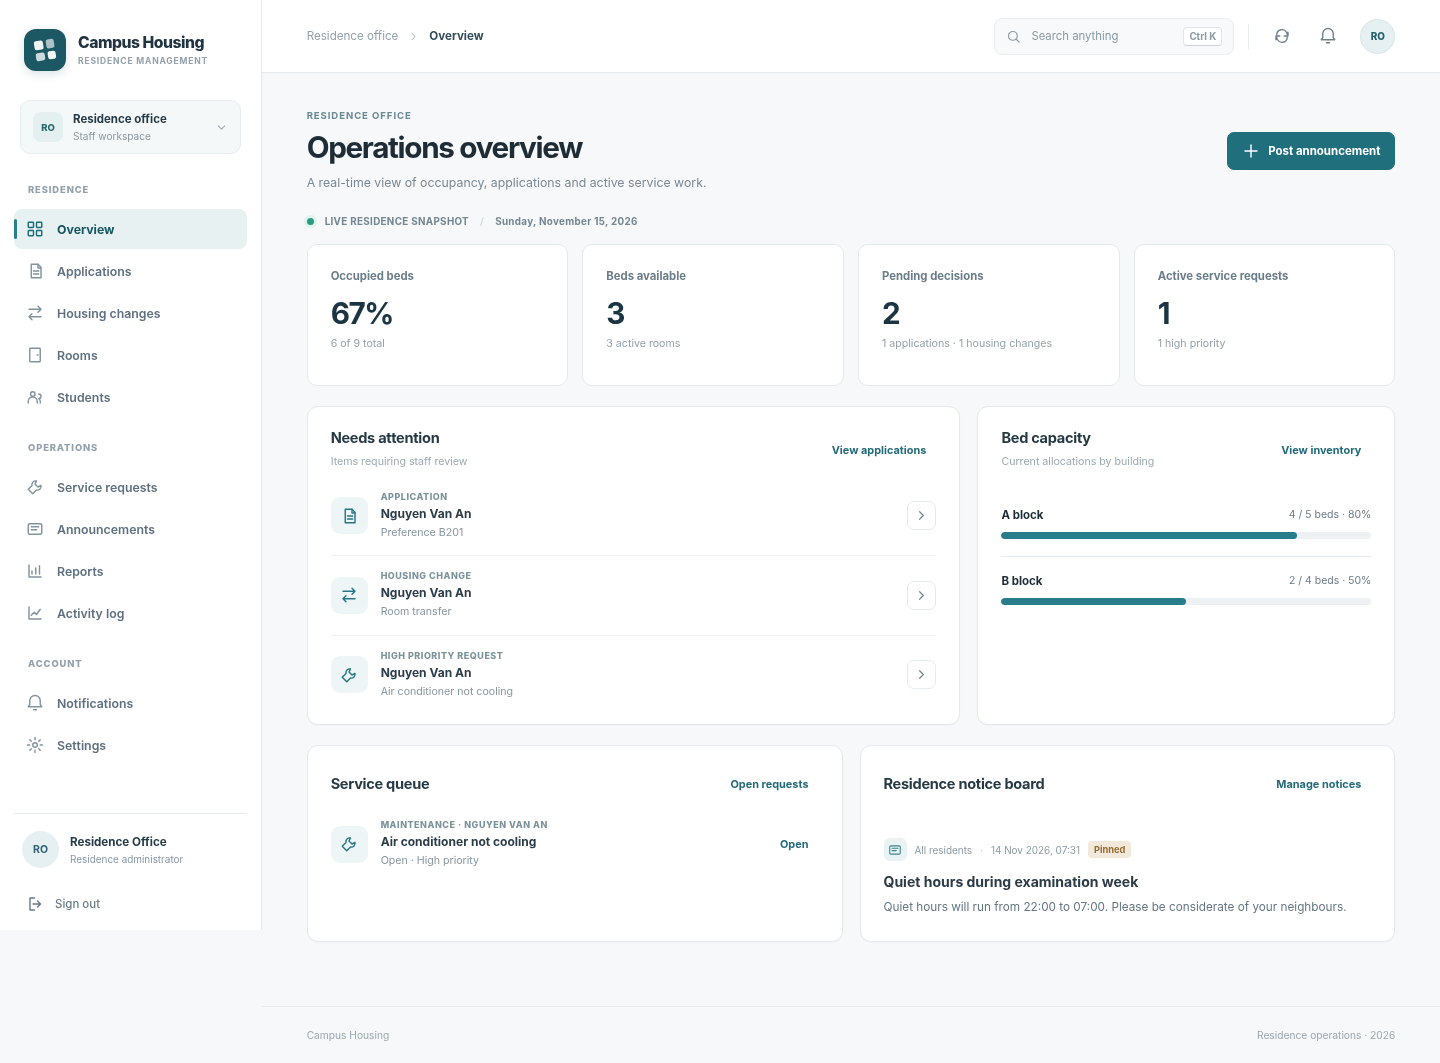 Campus Housing
RESIDENCE MANAGEMENT
RO
Residence office
Staff workspace
RESIDENCE
Overview
Applications
Housing changes
Rooms
Students
OPERATIONS
Service requests
Announcements
Reports
Activity log
ACCOUNT
Notifications
Settings
RO
Residence Office
Residence administrator
Sign out
Residence office
Overview
Search anything
Ctrl K
RO
RESIDENCE OFFICE
Operations overview
A real-time view of occupancy, applications and active service work.
Post announcement
LIVE RESIDENCE SNAPSHOT / Sunday, November 15, 2026
Occupied beds
67%
6 of 9 total
Beds available
3
3 active rooms
Pending decisions
2
1 applications · 1 housing changes
Active service requests
1
1 high priority
Needs attention
Items requiring staff review
View applications
APPLICATION
Nguyen Van An
Preference B201
HOUSING CHANGE
Nguyen Van An
Room transfer
HIGH PRIORITY REQUEST
Nguyen Van An
Air conditioner not cooling
Bed capacity
Current allocations by building
View inventory
A block
4 / 5 beds · 80%
B block
2 / 4 beds · 50%
Service queue
Open requests
MAINTENANCE · NGUYEN VAN AN
Air conditioner not cooling
Open · High priority
Open
Residence notice board
Manage notices
All residents · 14 Nov 2026, 07:31 Pinned
Quiet hours during examination week
Quiet hours will run from 22:00 to 07:00. Please be considerate of your neighbours.
Campus Housing
Residence operations · 2026